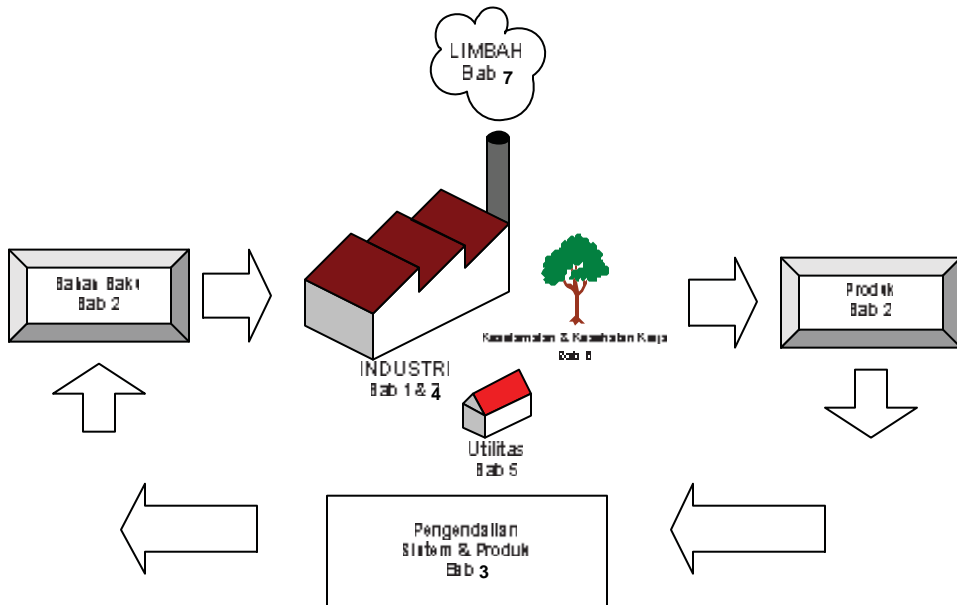 LIMBAH
Bab 7
Bahan Baku
Bab 2
Produk
Bab 2
Keselamatan & Kesehatan Kerja
Bab 6
INDUSTRI
Bab 1 & 4
Utilitas
Bab 5
Pengendalian
Sistem & Produk
Bab 3